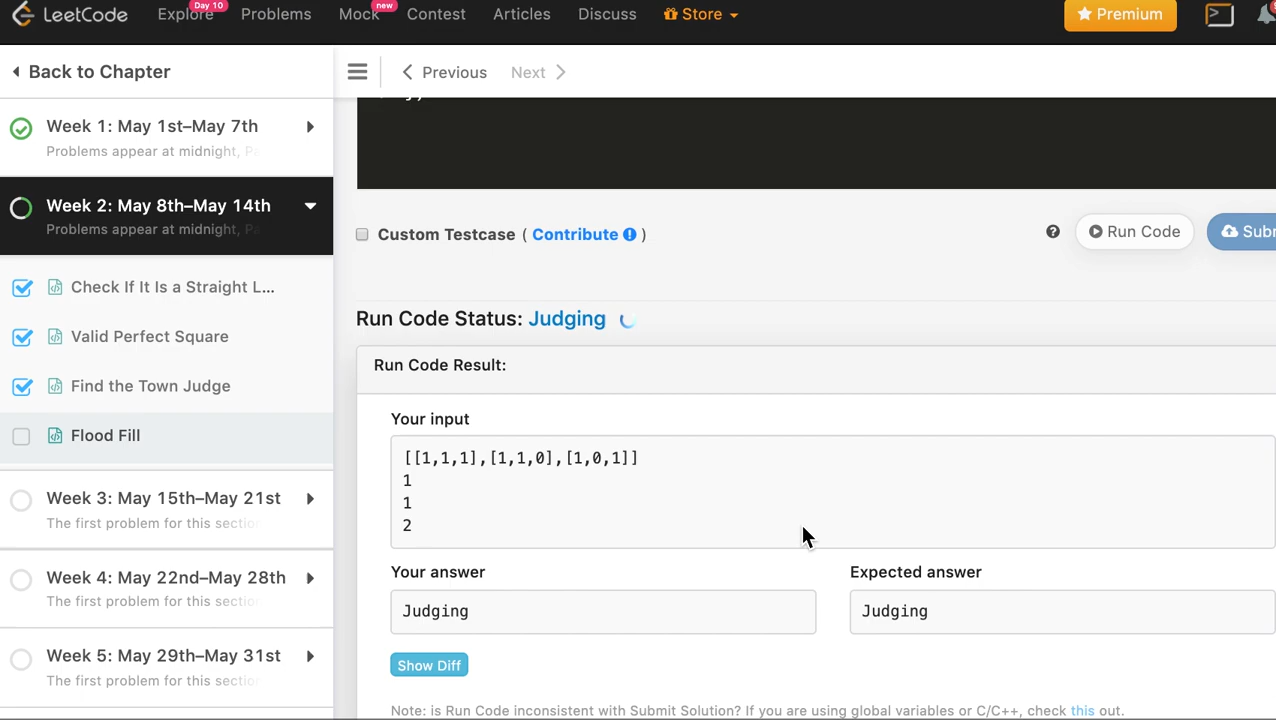 LeetCode
Explore Day 10
Problems
Mock new
Contest
Articles
Discuss
Store
Premium
Back to Chapter
Previous
Next
Week 1: May 1st–May 7th
Problems appear at midnight, Pa
Week 2: May 8th–May 14th
Problems appear at midnight, Pa
Check If It Is a Straight L...
Valid Perfect Square
Find the Town Judge
Flood Fill
Week 3: May 15th–May 21st
The first problem for this sectio
Week 4: May 22nd–May 28th
The first problem for this sectio
Week 5: May 29th–May 31st
The first problem for this sectio
Custom Testcase ( Contribute )
Run Code
Subr
Run Code Status: Judging
Run Code Result:
Your input
[[1,1,1],[1,1,0],[1,0,1]]
1
1
2
Your answer
Expected answer
Judging
Judging
Show Diff
Note: is Run Code inconsistent with Submit Solution? If you are using global variables or C/C++, check this out.